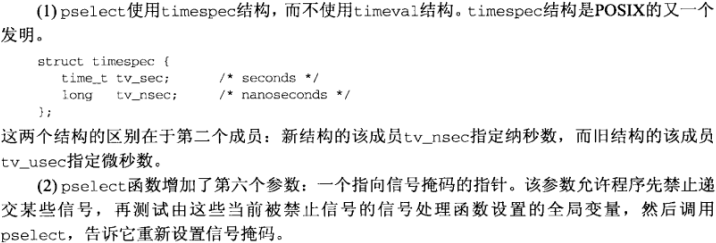 (1) pselect使用timespec结构，而不使用timeval结构。timespec结构是POSIX的又一个
发明。
struct timespec {
time_t tv_sec; /* seconds */
long tv_nsec; /* nanoseconds */
};
这两个结构的区别在于第二个成员：新结构的该成员tv_nsec指定纳秒数，而旧结构的该成员
tv_usec指定微秒数。
(2) pselect函数增加了第六个参数：一个指向信号掩码的指针。该参数允许程序先禁止递
交某些信号，再测试由这些当前被禁止信号的信号处理函数设置的全局变量，然后调用
pselect，告诉它重新设置信号掩码。